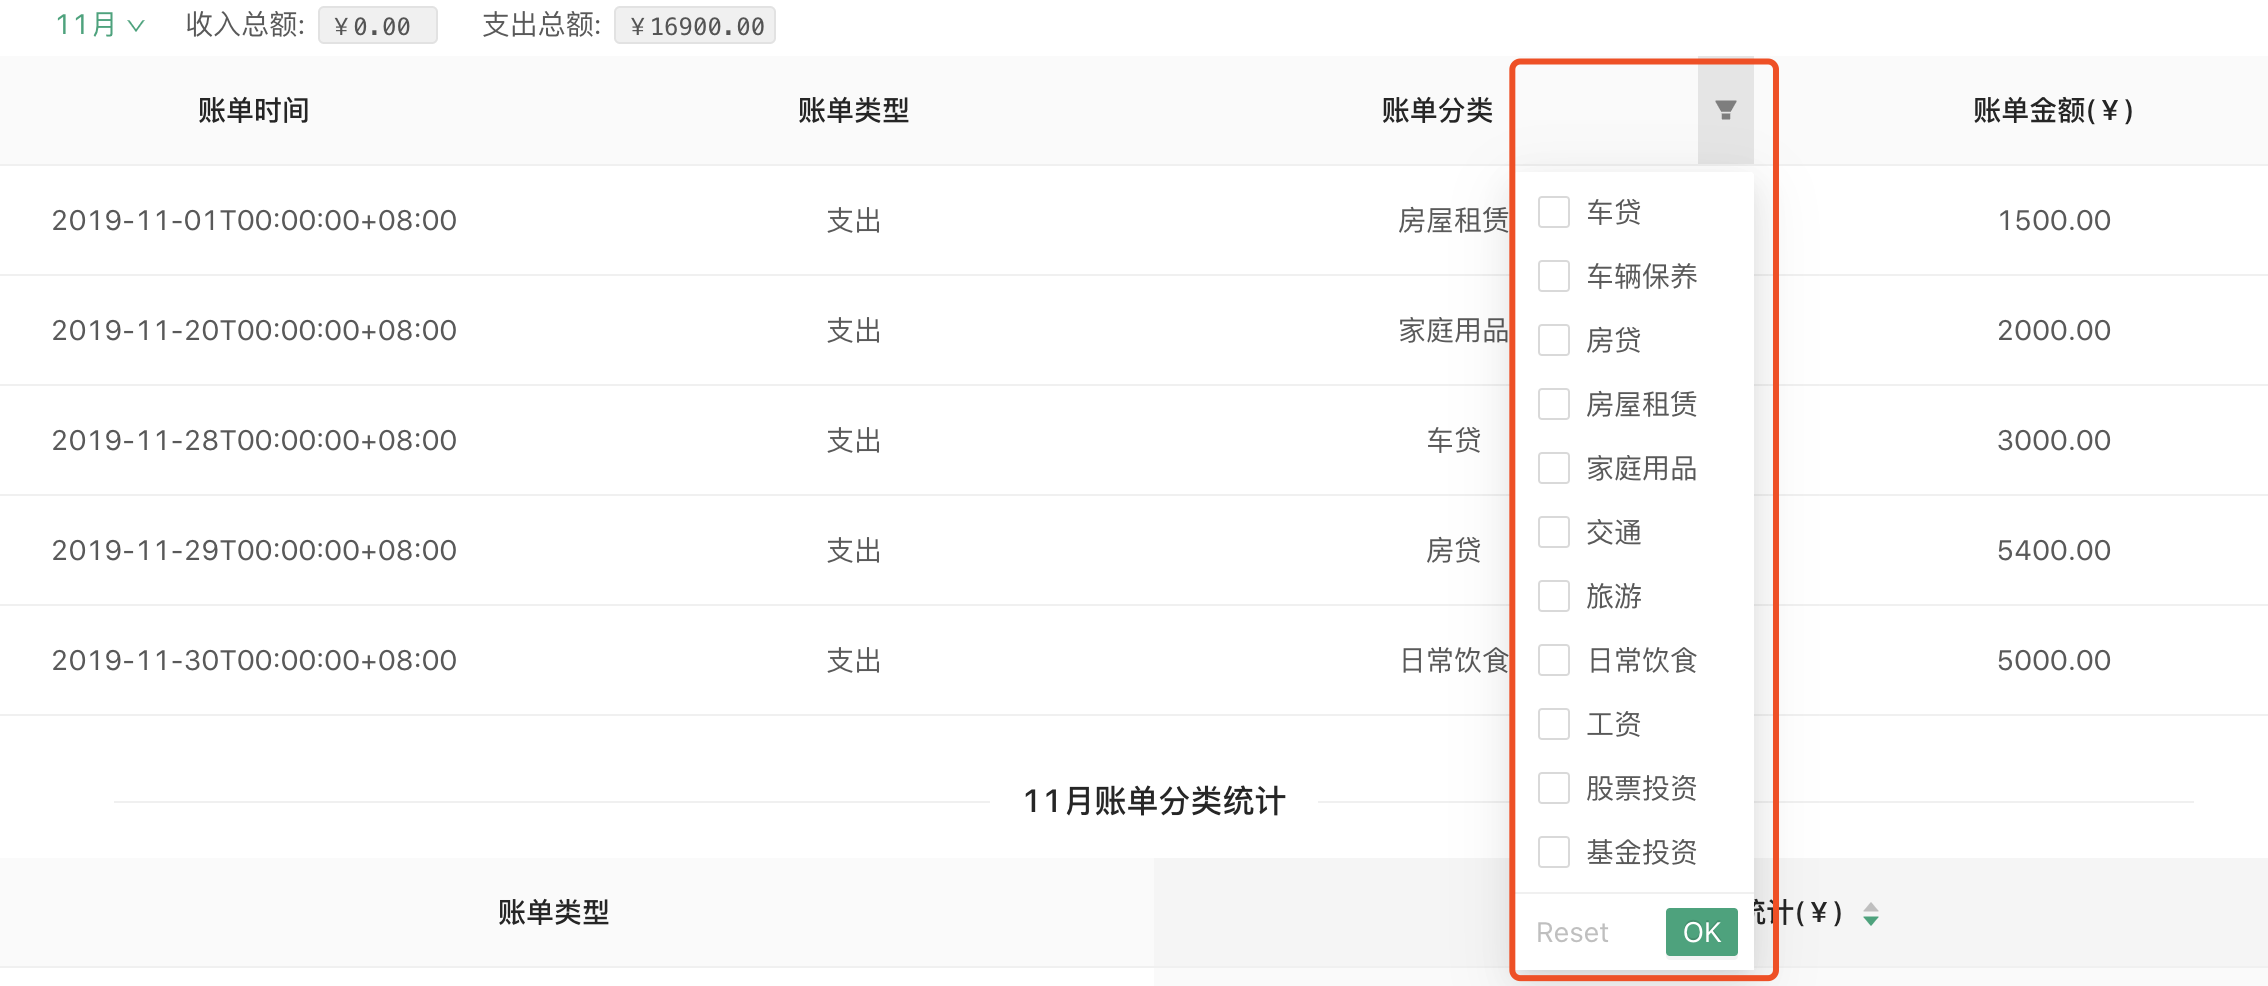 11月 收入总额: ¥0.00 支出总额: ¥16900.00
账单时间 账单类型 账单分类 账单金额(¥)
2019-11-01T00:00:00+08:00 支出 房屋租赁 1500.00
2019-11-20T00:00:00+08:00 支出 家庭用品 2000.00
2019-11-28T00:00:00+08:00 支出 车贷 3000.00
2019-11-29T00:00:00+08:00 支出 房贷 5400.00
2019-11-30T00:00:00+08:00 支出 日常饮食 5000.00
车贷
车辆保养
房贷
房屋租赁
家庭用品
交通
旅游
日常饮食
工资
股票投资
基金投资
Reset OK
11月账单分类统计
账单类型 统计(¥)